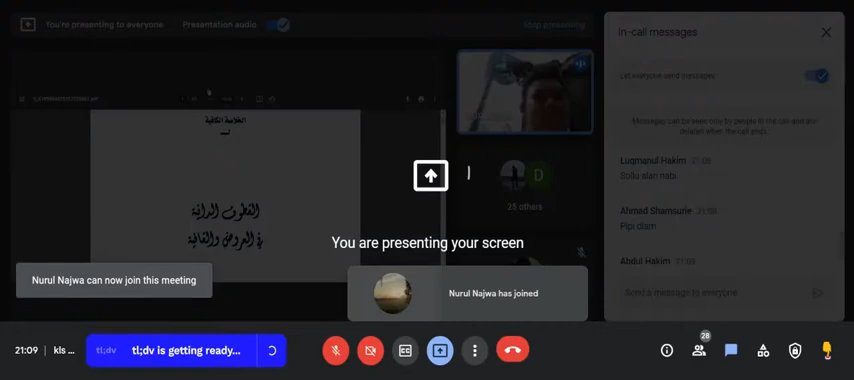 You're presenting to everyone
Presentation audio
Stop presenting
In-call messages
Let everyone send messages
Messages can be seen only by people in the call and are
deleted when the call ends
Luqmanul Hakim 21:08
Sollu alan nabi
Ahmad Shamsurie 21:08
Pipi diam
Abdul Hakim 21:09
Send a message to everyone
الخلاصة الكافية
لــ
القطوف الدانية
في العروض والقافية
D
25 others
You are presenting your screen
Nurul Najwa can now join this meeting
Nurul Najwa has joined
21:09 | kls ...
tl;dv tl;dv is getting ready...
28